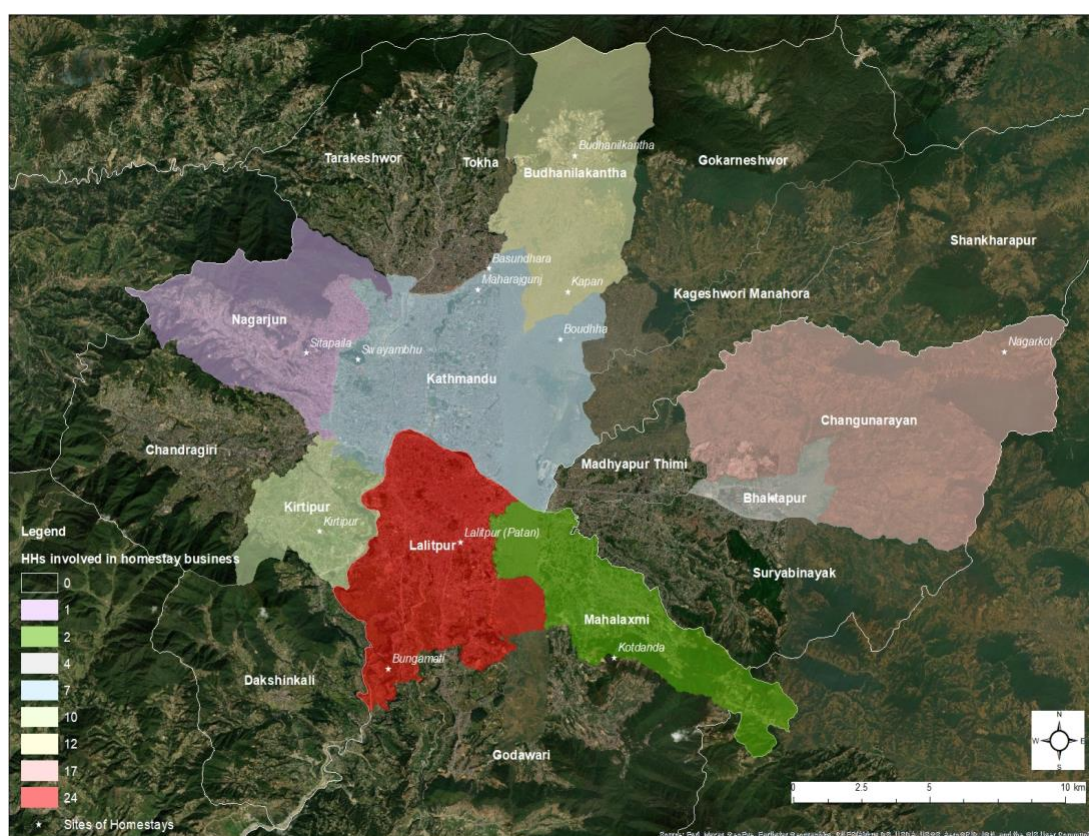 Budhanilkantha
Tarakeshwor
Tokha
Gokarneshwor
Budhanilakantha
Shankharapur
Basundhara
Maharajgunj
Kapan
Kageshwori Manahora
Nagarjun
Boudhha
Sitapaila
Swayambhu
Nagarkot
Kathmandu
Changunarayan
Chandragiri
Madhyapur Thimi
Bhaktapur
Kirtipur
Kirtipur
Lalitpur (Patan)
Lalitpur
Suryabinayak
Mahalaxmi
Kotdanda
Bungamati
Dakshinkali
Godawari
Legend
HHs involved in homestay business
0
1
2
4
7
10
12
17
24
Sites of Homestays
N
W E
S
0 2.5 5 10 km